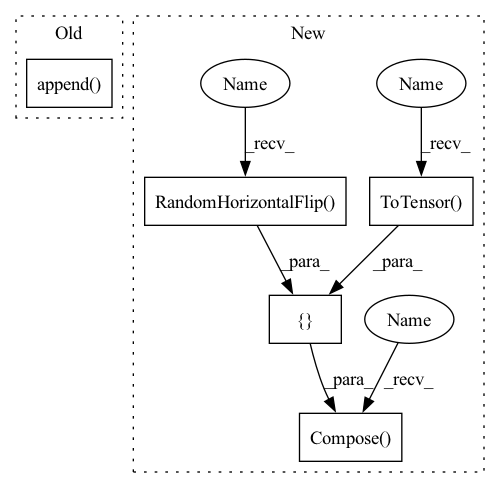 Old
New
append()
Name
Name
_recv_
_recv_
RandomHorizontalFlip()
ToTensor()
_para_
_para_
{}
Name
_para_
_recv_
Compose()